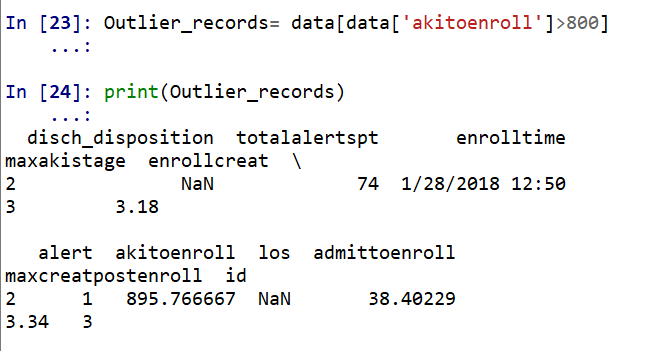 In [23]: Outlier_records= data[data['akitoenroll']>800]
...:
In [24]: print(Outlier_records)
...:
disch_disposition totalalertspt enrolltime
maxakistage enrollcreat \
2 NaN 74 1/28/2018 12:50
3 3.18
alert akitoenroll los admittoenroll
maxcreatpostenroll id
2 1 895.766667 NaN 38.40229
3.34 3